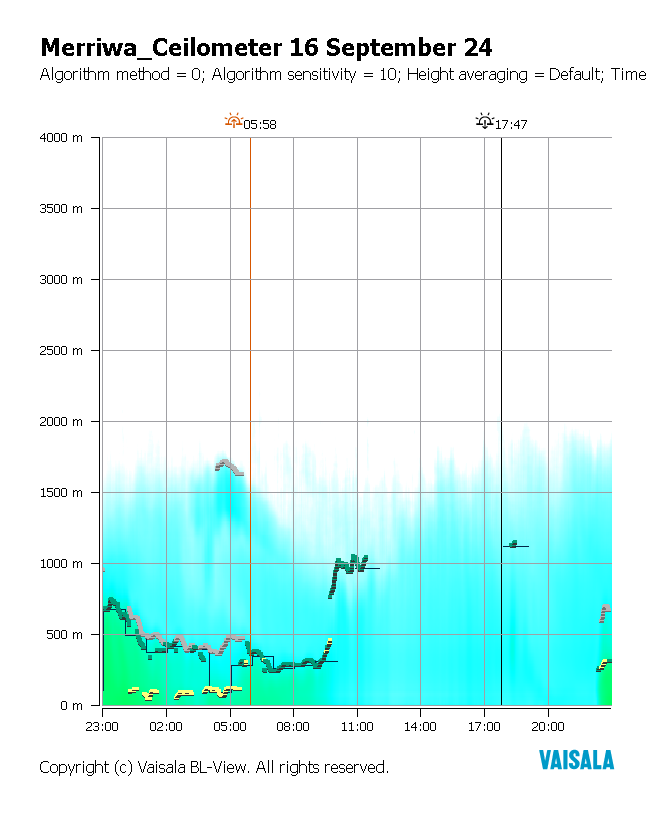 Merriwa_Ceilometer 16 September 24
Algorithm method = 0; Algorithm sensitivity = 10; Height averaging = Default; Time
05:58 17:47
4000 m
3500 m
3000 m
2500 m
2000 m
1500 m
1000 m
500 m
0 m
23:00 02:00 05:00 08:00 11:00 14:00 17:00 20:00
VAISALA
Copyright (c) Vaisala BL-View. All rights reserved.